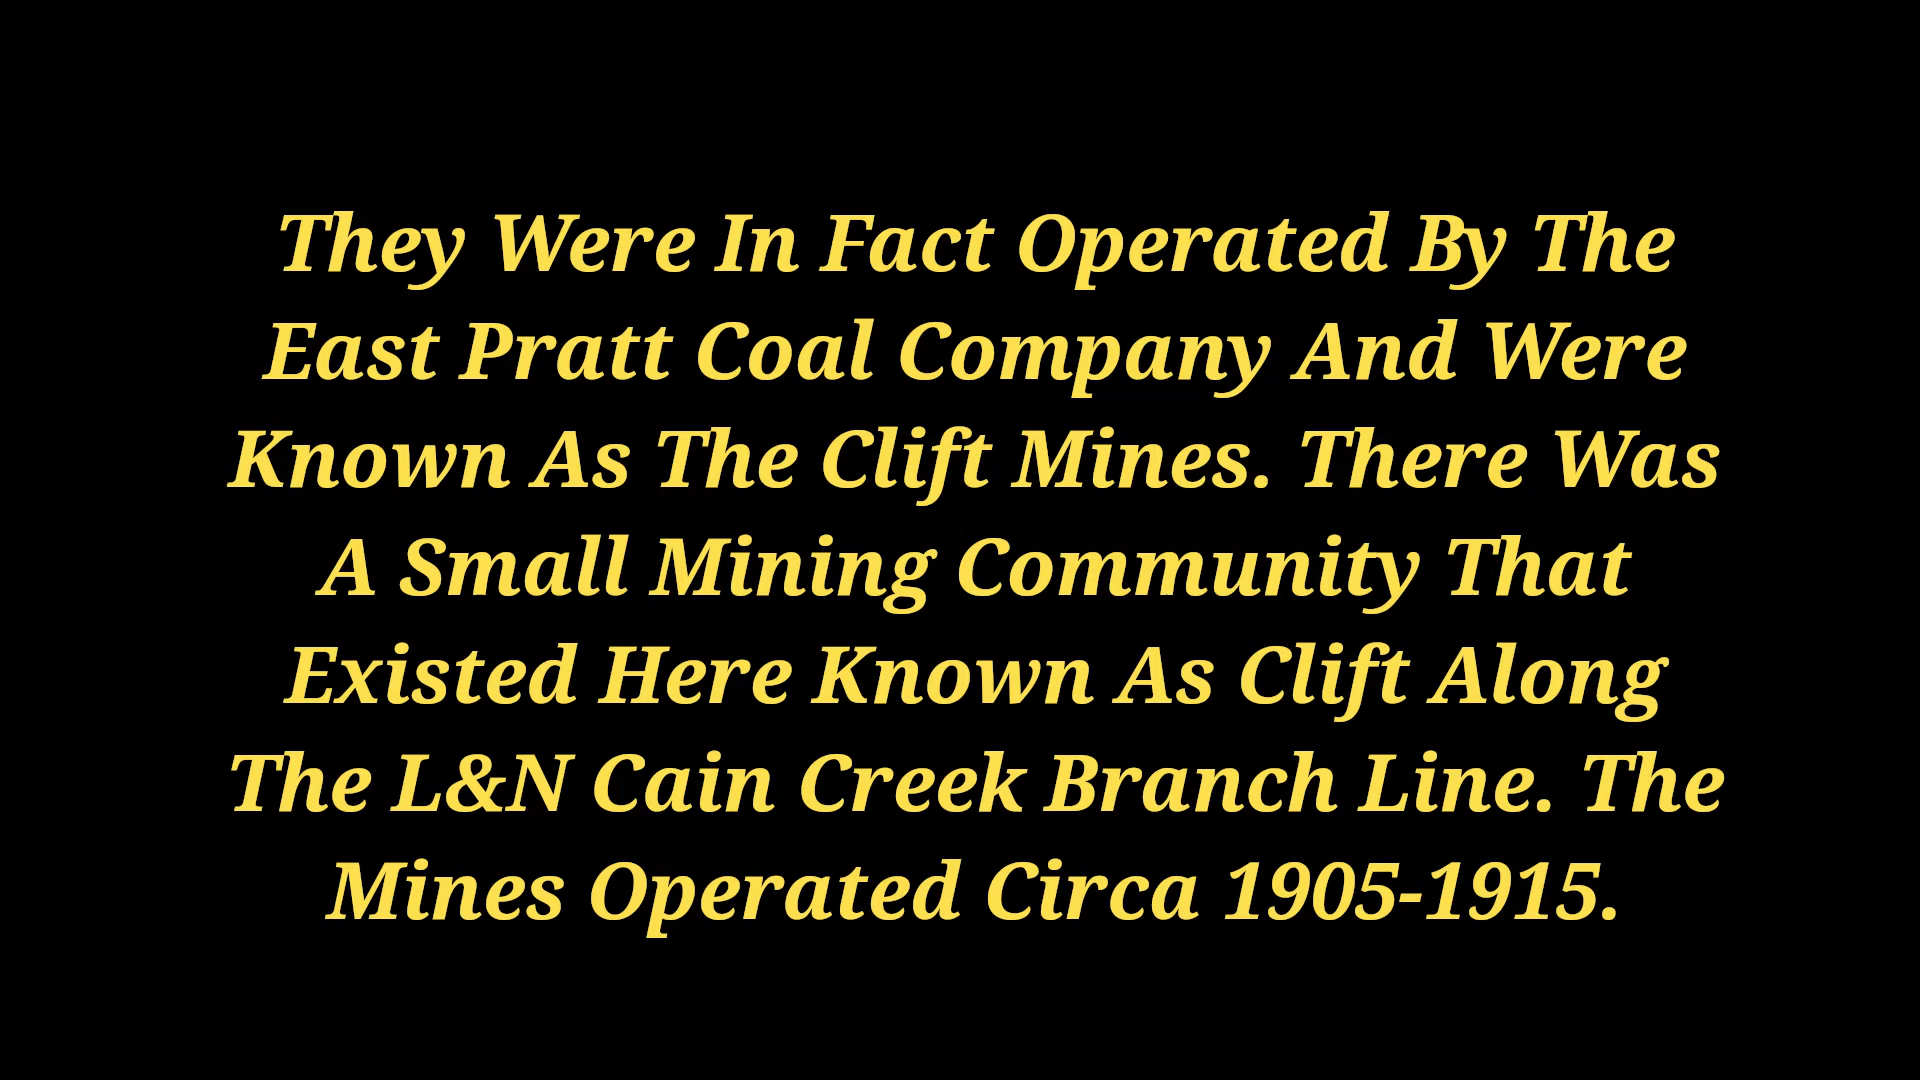 They Were In Fact Operated By The
East Pratt Coal Company And Were
Known As The Clift Mines. There Was
A Small Mining Community That
Existed Here Known As Clift Along
The L&N Cain Creek Branch Line. The
Mines Operated Circa 1905-1915.